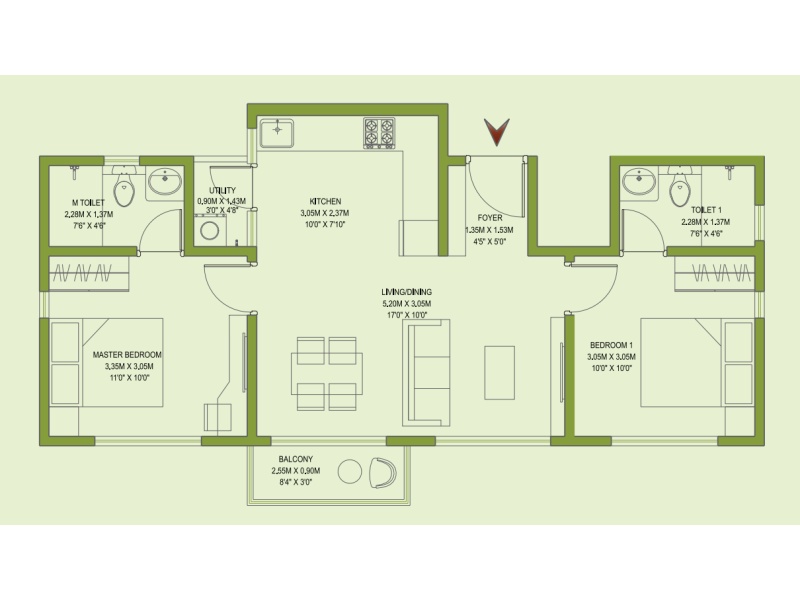 M TOILET
2.28M X 1.37M
7'6" X 4'6"
UTILITY
0.90M X 1.43M
3'0" X 4'8"
KITCHEN
3.05M X 2.37M
10'0" X 7'10"
FOYER
1.35M X 1.53M
4'5" X 5'0"
TOILET 1
2.28M X 1.37M
7'6" X 4'6"
LIVING/DINING
5.20M X 3.05M
17'0" X 10'0"
MASTER BEDROOM
3.35M X 3.05M
11'0" X 10'0"
BEDROOM 1
3.05M X 3.05M
10'0" X 10'0"
BALCONY
2.55M X 0.90M
8'4" X 3'0"